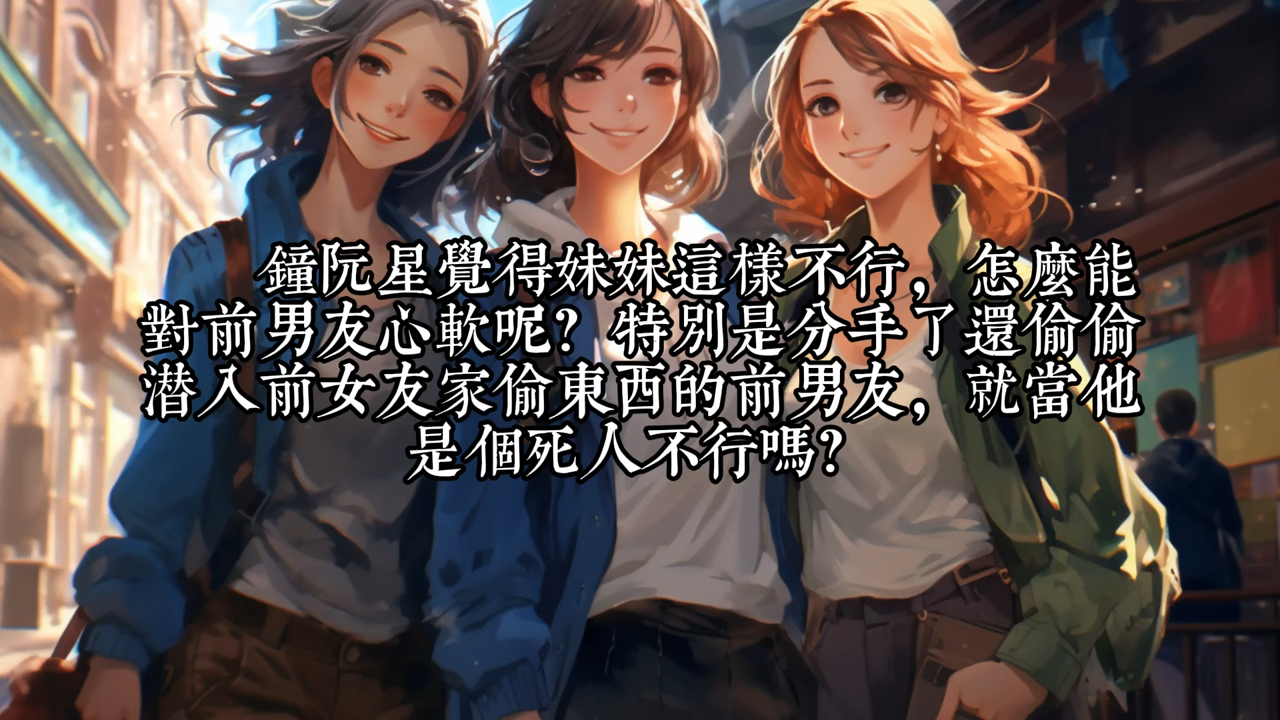 鐘阮星覺得妹妹這樣不行，怎麼能
對前男友心軟呢？特別是分手了還偷偷
潛入前女友家偷東西的前男友，就當他
是個死人不行嗎？